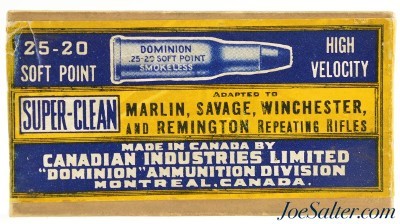 25-20
SOFT POINT
DOMINION
.25-20 SOFT POINT
SMOKELESS
HIGH
VELOCITY
SUPER-CLEAN
ADAPTED TO
MARLIN, SAVAGE, WINCHESTER,
AND REMINGTON REPEATING RIFLES
MADE IN CANADA BY
CANADIAN INDUSTRIES LIMITED
"DOMINION" AMMUNITION DIVISION
MONTREAL, CANADA.
JoeSalter.com